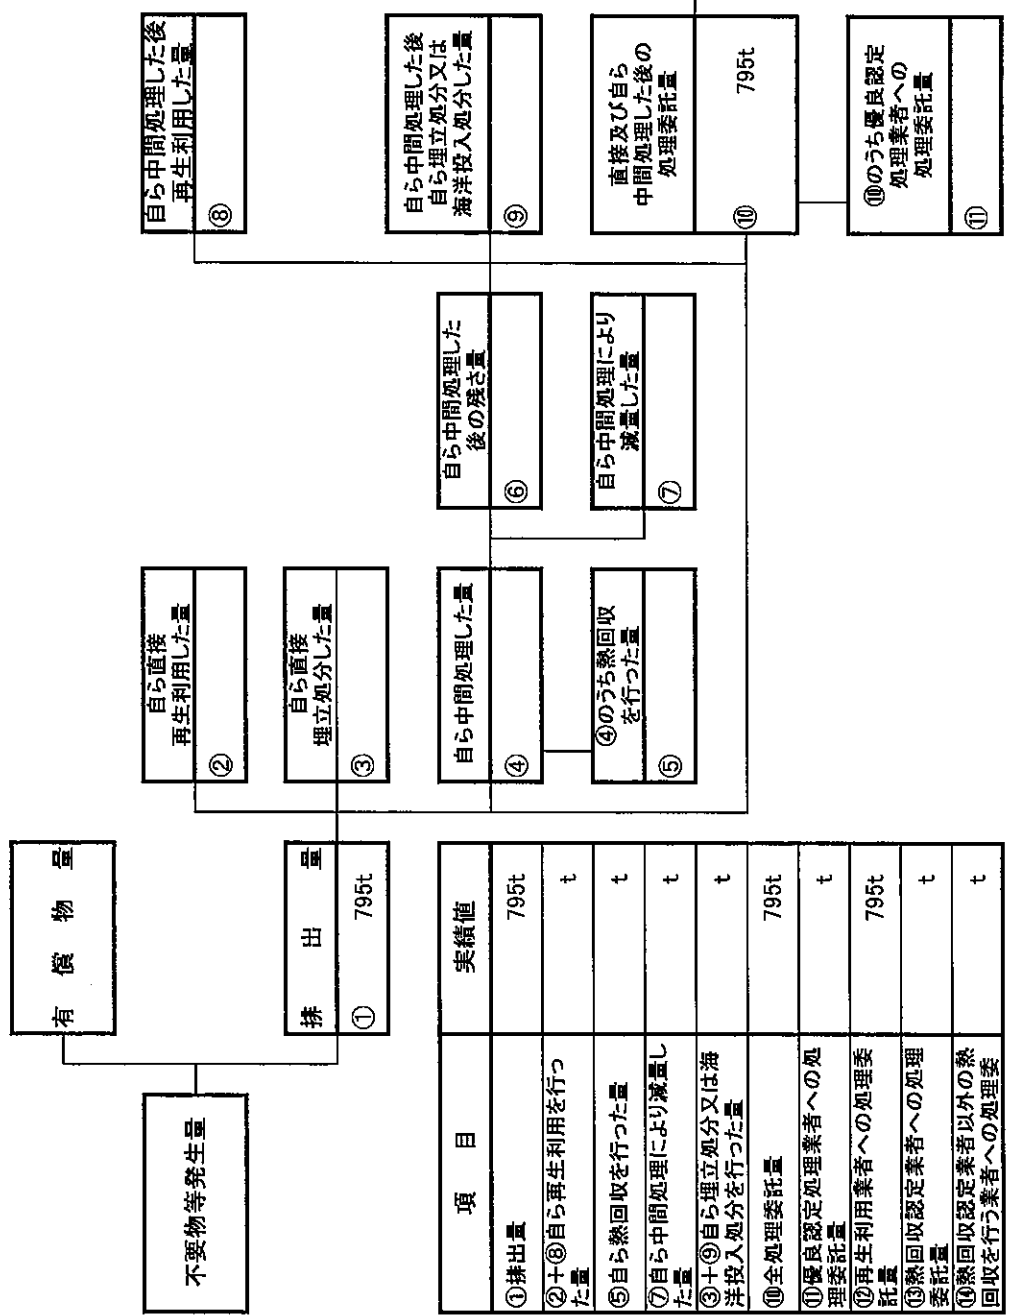 不要物等発生量
有償物量
排出量
① 795t
自ら直接
再生利用した量
②
自ら直接
埋立処分した量
③
自ら中間処理した量
④
④のうち熱回収
を行った量
⑤
自ら中間処理した
後の残さ量
⑥
自ら中間処理により
減量した量
⑦
自ら中間処理した後
再生利用した量
⑧
自ら中間処理した後
自ら埋立処分又は
海洋投入処分した量
⑨
直接及び自ら
中間処理した後の
処理委託量
⑩ 795t
⑩のうち優良認定
処理業者への
処理委託量
⑪
項目 実績値
①排出量 795t
②+⑧自ら再生利用を行っ
た量 t
⑤自ら熱回収を行った量 t
⑦自ら中間処理により減量し
た量 t
③+⑨自ら埋立処分又は海
洋投入処分を行った量 t
⑩全処理委託量 795t
⑪優良認定処理業者への処
理委託量 t
⑫再生利用業者への処理委
託量 795t
⑬熱回収認定業者への処理
委託量 t
⑭熱回収認定業者以外の熱
回収を行う業者への処理委 t